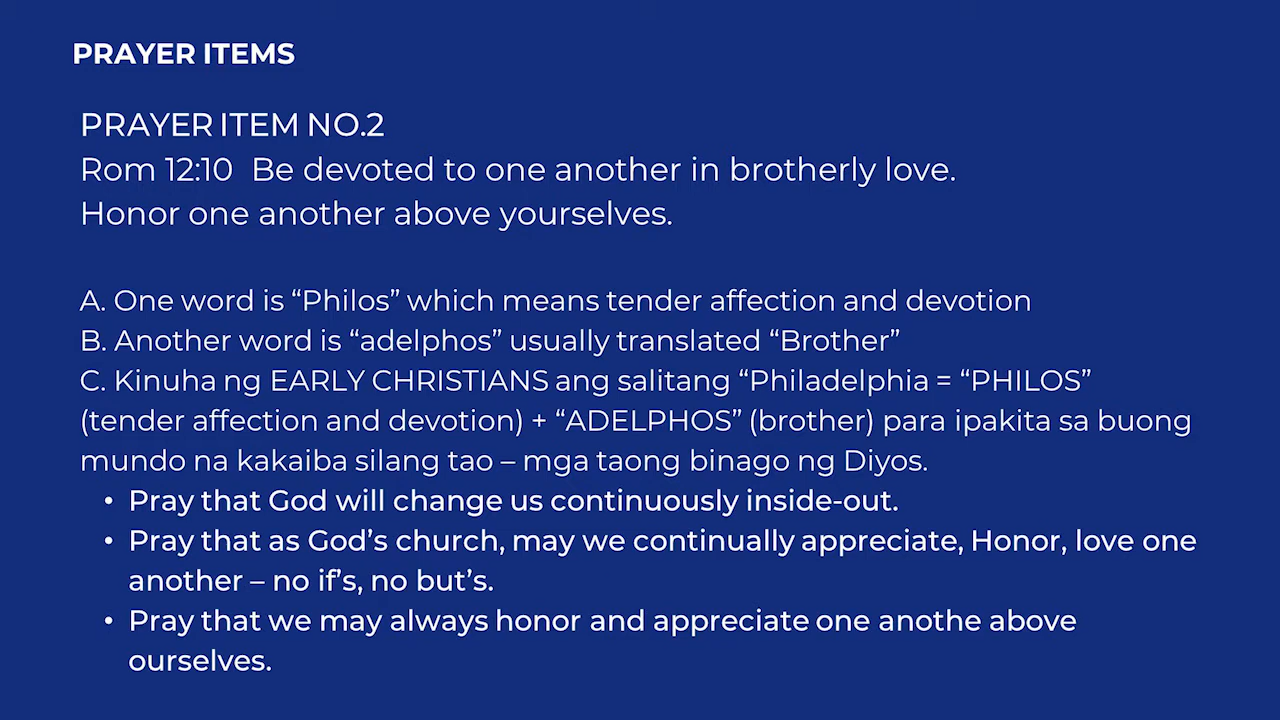 PRAYER ITEMS
PRAYER ITEM NO.2
Rom 12:10  Be devoted to one another in brotherly love.
Honor one another above yourselves.
A. One word is “Philos” which means tender affection and devotion
B. Another word is “adelphos” usually translated “Brother”
C. Kinuha ng EARLY CHRISTIANS ang salitang “Philadelphia = “PHILOS”
(tender affection and devotion) + “ADELPHOS” (brother) para ipakita sa buong
mundo na kakaiba silang tao – mga taong binago ng Diyos.
• Pray that God will change us continuously inside-out.
• Pray that as God’s church, may we continually appreciate, Honor, love one
another – no if’s, no but’s.
• Pray that we may always honor and appreciate one anothe above
ourselves.